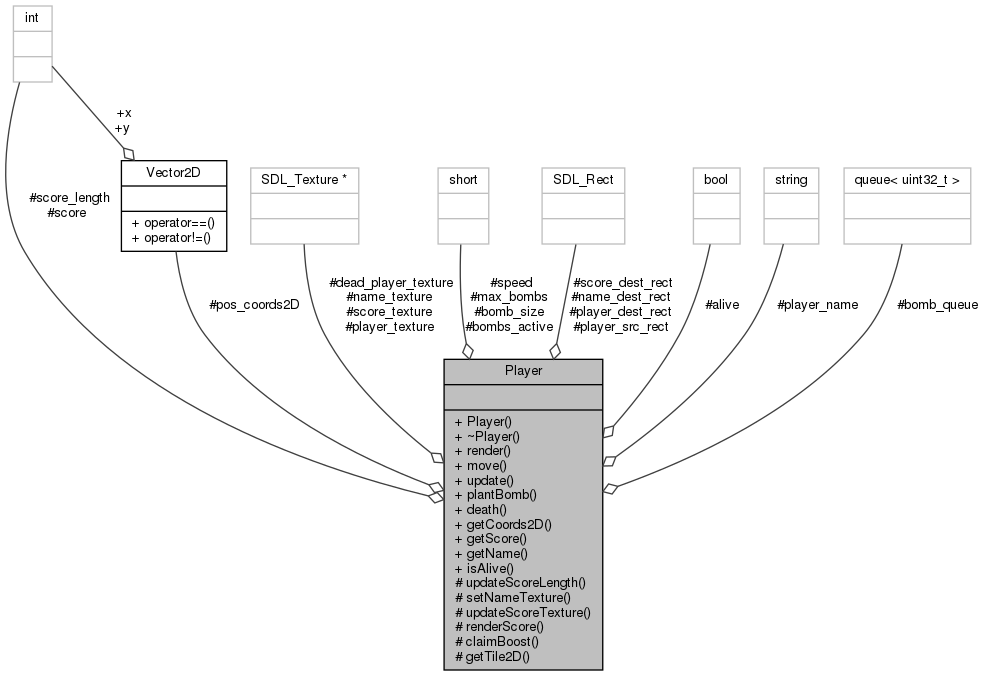 int
+x
+y
Vector2D
+ operator==()
+ operator!=()
SDL_Texture *
short
SDL_Rect
bool
string
queue< uint32_t >
#score_length
#score
#pos_coords2D
#dead_player_texture
#name_texture
#score_texture
#player_texture
#speed
#max_bombs
#bomb_size
#bombs_active
#score_dest_rect
#name_dest_rect
#player_dest_rect
#player_src_rect
#alive
#player_name
#bomb_queue
Player
+ Player()
+ ~Player()
+ render()
+ move()
+ update()
+ plantBomb()
+ death()
+ getCoords2D()
+ getScore()
+ getName()
+ isAlive()
# updateScoreLength()
# setNameTexture()
# updateScoreTexture()
# renderScore()
# claimBoost()
# getTile2D()